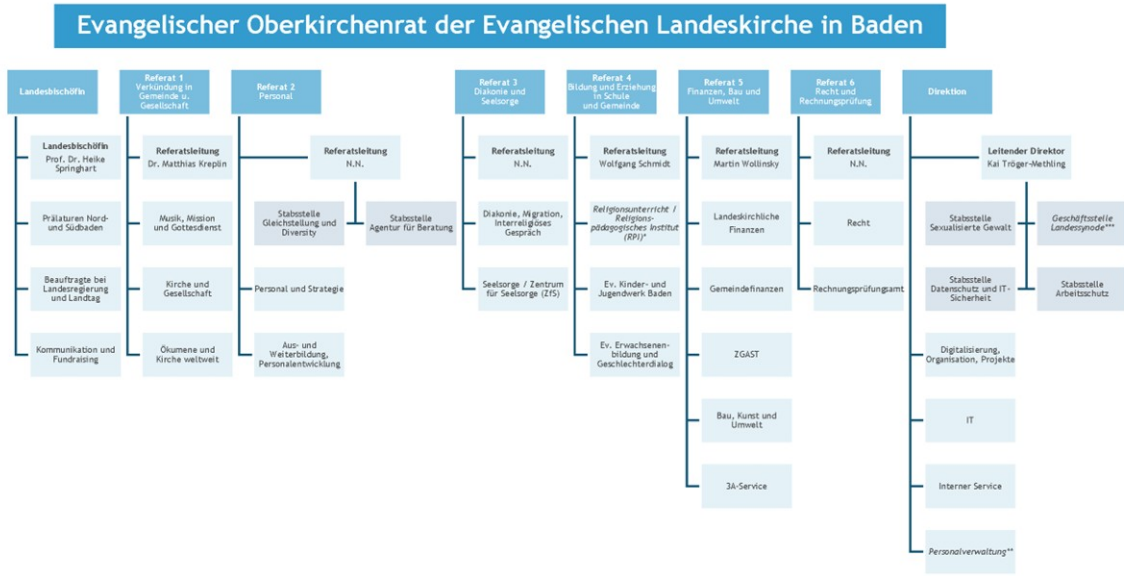 Evangelischer Oberkirchenrat der Evangelischen Landeskirche in Baden
Landesbischöfin
Landesbischöfin
Prof. Dr. Heike
Springhart
Prälaturen Nord-
und Südbaden
Beauftragte bei
Landesregierung
und Landtag
Kommunikation und
Fundraising
Referat 1
Verkündung in
Gemeinde u.
Gesellschaft
Referatsleitung
Dr. Matthias Kreplin
Musik, Mission
und Gottesdienst
Kirche und
Gesellschaft
Ökumene und
Kirche weltweit
Referat 2
Personal
Referatsleitung
N.N.
Stabsstelle
Gleichstellung und
Diversity
Stabsstelle
Agentur für Beratung
Personal und Strategie
Aus- und
Weiterbildung,
Personalentwicklung
Referat 3
Diakonie und
Seelsorge
Referatsleitung
N.N.
Diakonie, Migration,
Interreligiöses
Gespräch
Seelsorge / Zentrum
für Seelsorge (ZfS)
Referat 4
Bildung und Erziehung
in Schule
und Gemeinde
Referatsleitung
Wolfgang Schmidt
Religionsunterricht /
Religions-
pädagogisches Institut
(RPI)*
Ev. Kinder- und
Jugendwerk Baden
Ev. Erwachsenen-
bildung und
Geschlechterdialog
Referat 5
Finanzen, Bau und
Umwelt
Referatsleitung
Martin Wollinsky
Landeskirchliche
Finanzen
Gemeindefinanzen
ZGAST
Bau, Kunst und
Umwelt
3A-Service
Referat 6
Recht und
Rechnungsprüfung
Referatsleitung
N.N.
Recht
Rechnungsprüfungsamt
Direktion
Leitender Direktor
Kai Tröger-Methling
Stabsstelle
Sexualisierte Gewalt
Geschäftsstelle
Landessynode***
Stabsstelle
Datenschutz und IT-
Sicherheit
Stabsstelle
Arbeitsschutz
Digitalisierung,
Organisation, Projekte
IT
Interner Service
Personalverwaltung**